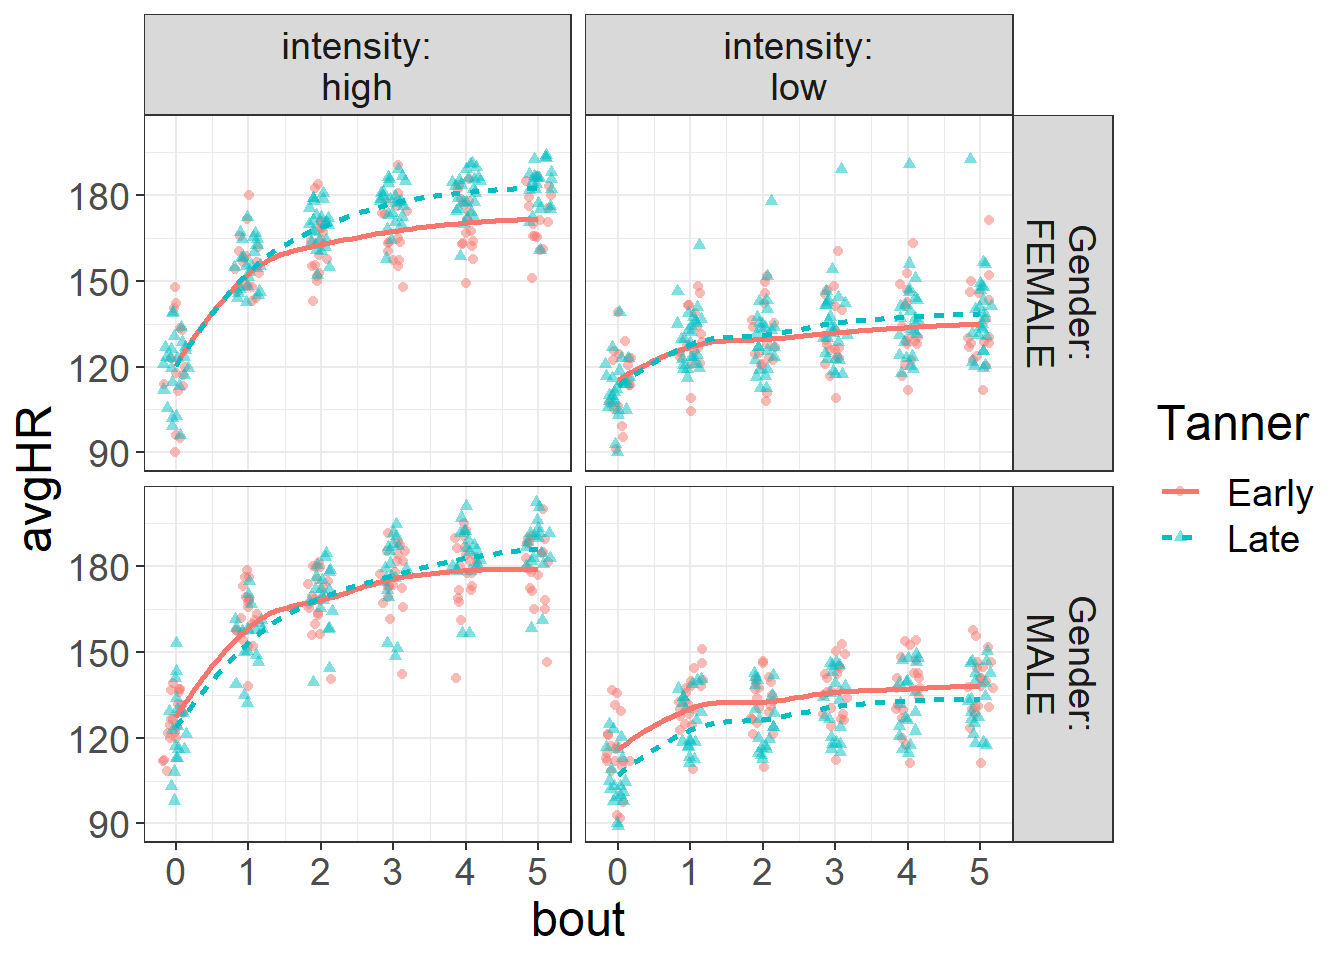 intensity:
high
intensity:
low
180
150
120
90
Gender:
FEMALE
avgHR
180
150
120
90
Gender:
MALE
0 1 2 3 4 5
0 1 2 3 4 5
bout
Tanner
Early
Late